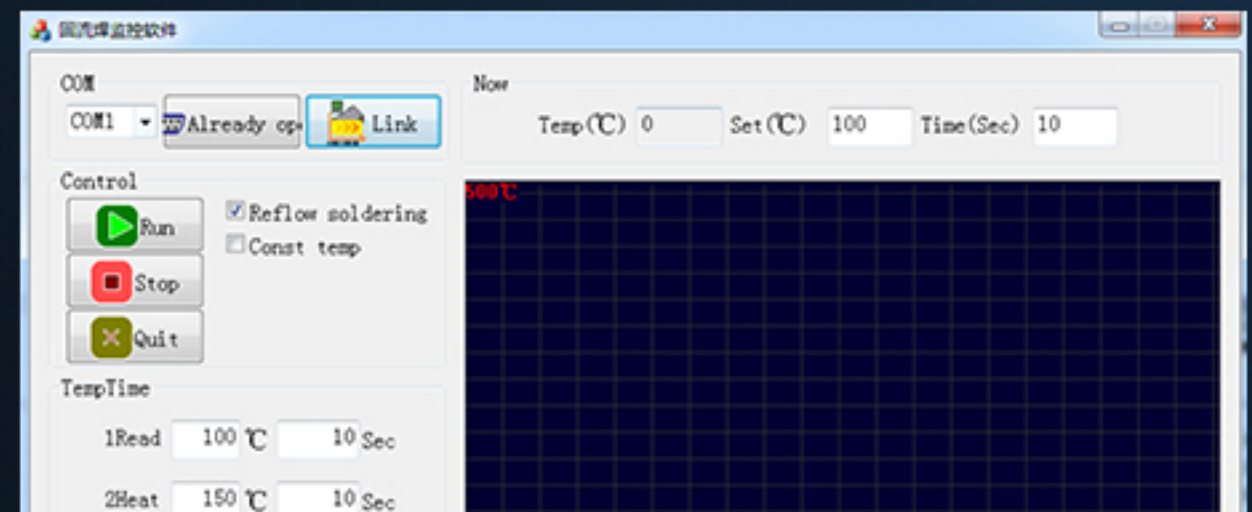 回流焊监控软件
COM
COM1 Already op Link
Now
Temp(℃) 0 Set(℃) 100 Time(Sec) 10
Control
Run
Stop
Quit
Reflow soldering
Const temp
500℃
TempTime
1Read 100 ℃ 10 Sec
2Heat 150 ℃ 10 Sec